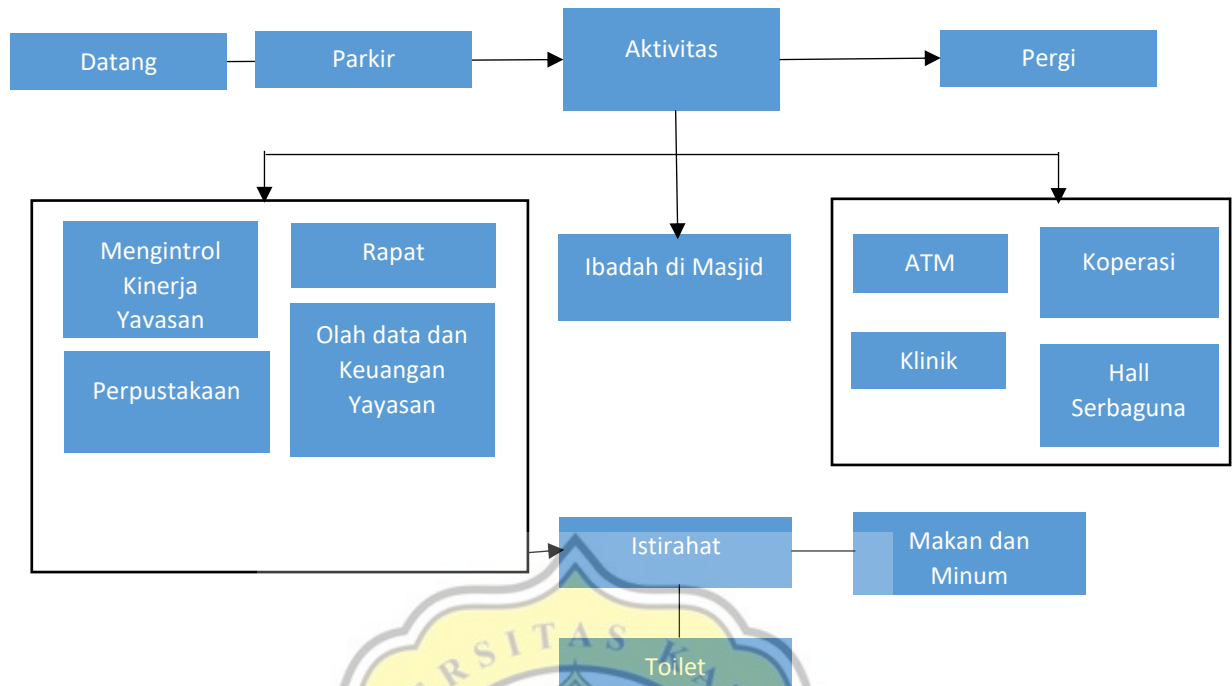 Datang
Parkir
Aktivitas
Pergi
Mengintrol
Kinerja
Yavasan
Rapat
Perpustakaan
Olah data dan
Keuangan
Yayasan
Ibadah di Masjid
ATM
Koperasi
Klinik
Hall
Serbaguna
Istirahat
Makan dan
Minum
Toilet